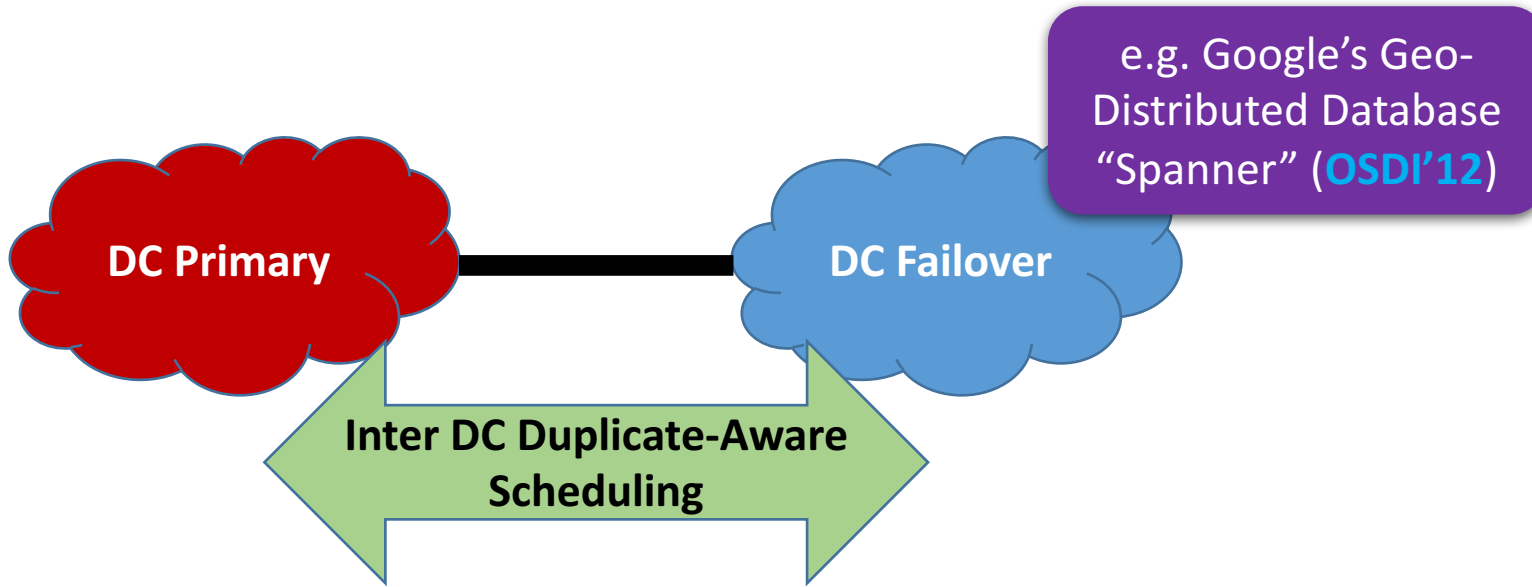 e.g. Google’s Geo-
Distributed Database
“Spanner” (OSDI’12)
DC Primary
DC Failover
Inter DC Duplicate-Aware
Scheduling